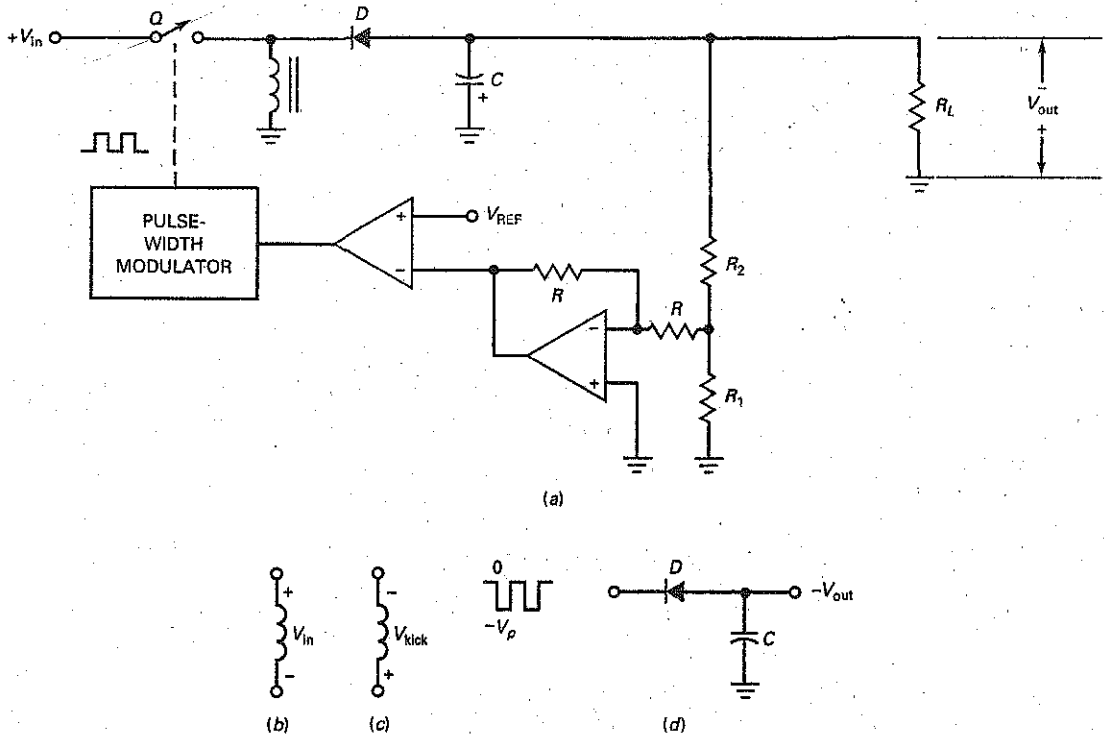 Q
D
+V_in
C
+
R_L
−
V_out
+
PULSE-
WIDTH
MODULATOR
+
V_REF
−
R
R_2
R
−
+
R_1
(a)
+
V_in
−
(b)
−
V_kick
+
(c)
0
−V_p
D
−V_out
C
(d)